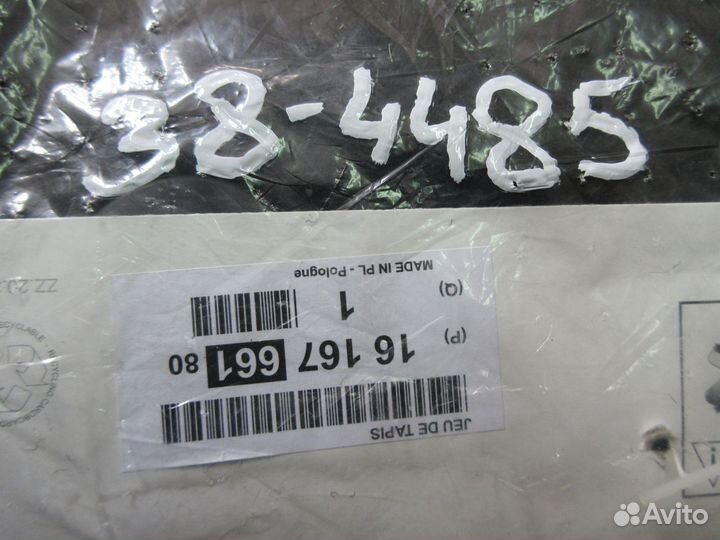 38-4485
JEU DE TAPIS
(P) 16 167 661 80
(Q) 1
MADE IN PL - Pologne
Avito